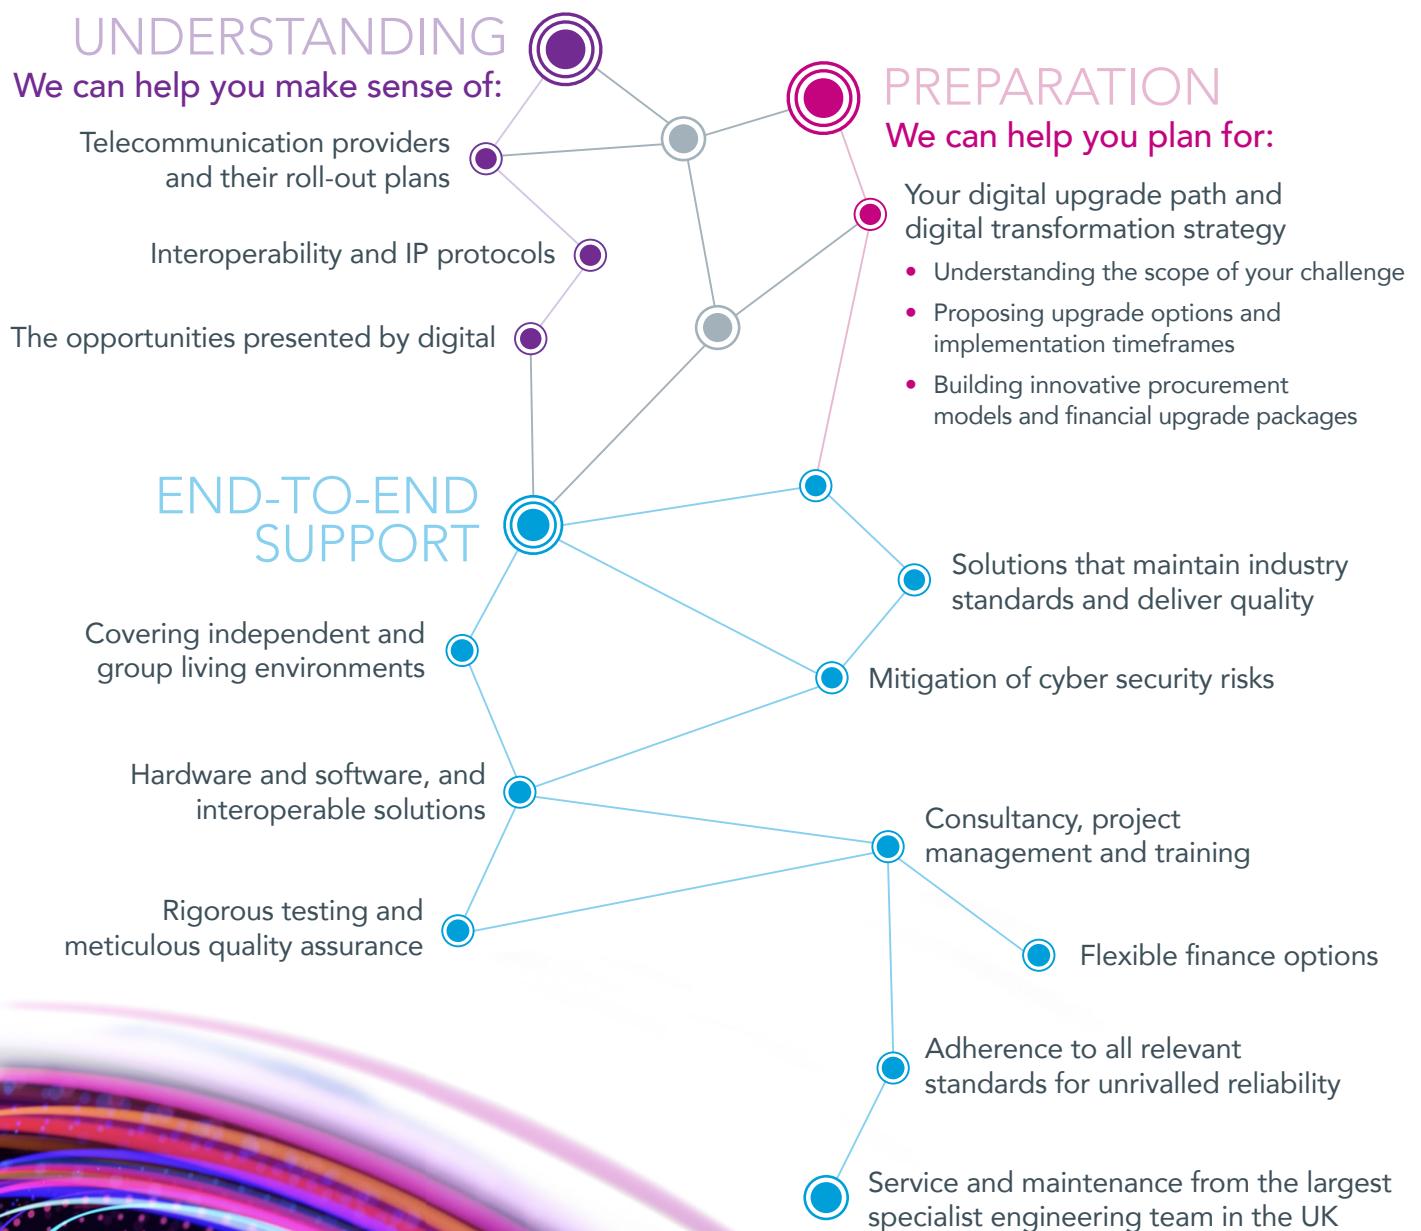 UNDERSTANDING
We can help you make sense of:
Telecommunication providers
and their roll-out plans
Interoperability and IP protocols
The opportunities presented by digital
PREPARATION
We can help you plan for:
Your digital upgrade path and
digital transformation strategy
• Understanding the scope of your challenge
• Proposing upgrade options and
implementation timeframes
• Building innovative procurement
models and financial upgrade packages
END-TO-END
SUPPORT
Covering independent and
group living environments
Hardware and software, and
interoperable solutions
Rigorous testing and
meticulous quality assurance
Solutions that maintain industry
standards and deliver quality
Mitigation of cyber security risks
Consultancy, project
management and training
Flexible finance options
Adherence to all relevant
standards for unrivalled reliability
Service and maintenance from the largest
specialist engineering team in the UK